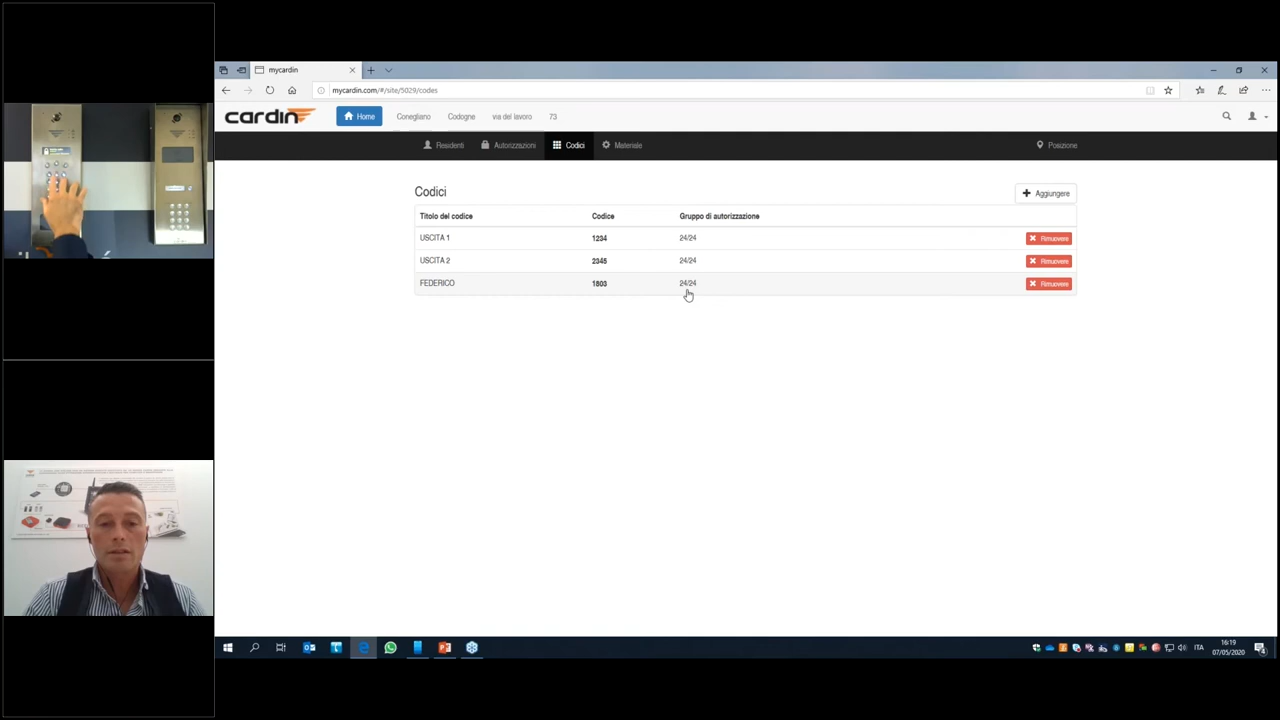 mycardin
mycardin.com/#/site/5029/codes
cardin
Home Conegliano Codogne via del lavoro 73
Residenti Autorizzazioni Codici Materiale Posizione
Codici
Aggiungere
Titolo del codice Codice Gruppo di autorizzazione
USCITA 1 1234 24/24 Rimuovere
USCITA 2 2345 24/24 Rimuovere
FEDERICO 1803 24/24 Rimuovere
ITA
16:19
07/05/2020